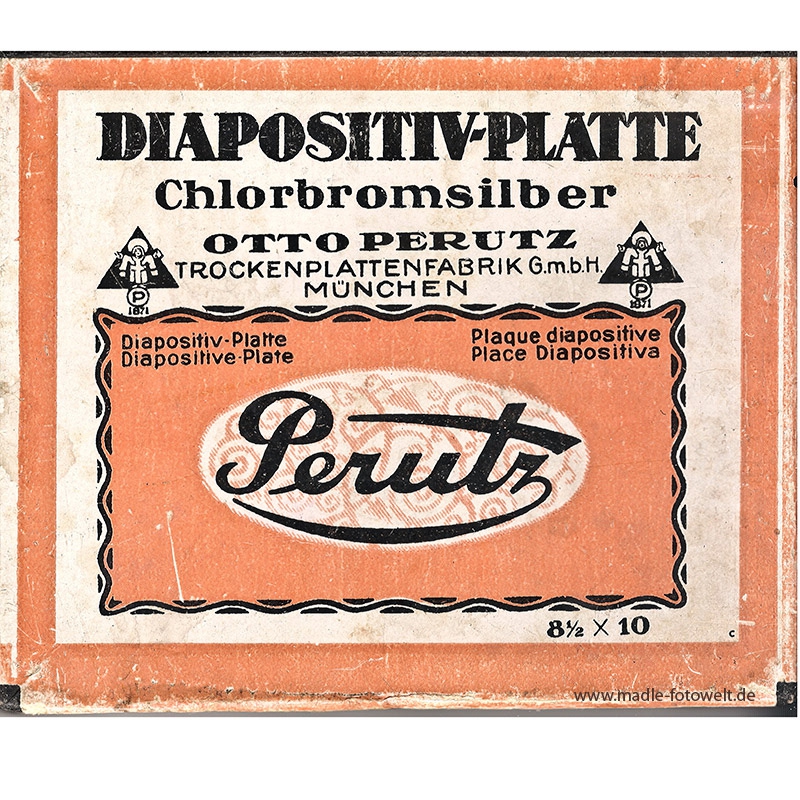 DIAPOSITIV-PLATTE
Chlorbromsilber
OTTO PERUTZ
TROCKENPLATTENFABRIK G.m.b.H.
MÜNCHEN
P
1871
P
1871
Diapositiv-Platte
Diapositive-Plate
Plaque diapositive
Place Diapositiva
Perutz
8½ X 10
c
www.madle-fotowelt.de